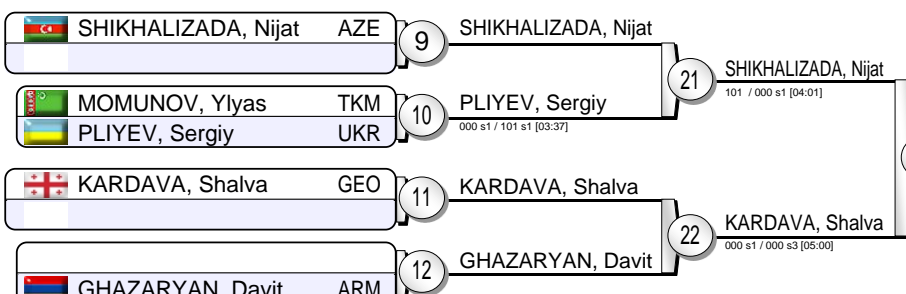 SHIKHALIZADA, Nijat AZE
9
SHIKHALIZADA, Nijat
21
SHIKHALIZADA, Nijat
101 / 000 s1 [04:01]
MOMUNOV, Ylyas TKM
PLIYEV, Sergiy UKR
10
PLIYEV, Sergiy
000 s1 / 101 s1 [03:37]
KARDAVA, Shalva GEO
11
KARDAVA, Shalva
22
KARDAVA, Shalva
000 s1 / 000 s3 [05:00]
12
GHAZARYAN, Davit
GHAZARYAN, Davit ARM